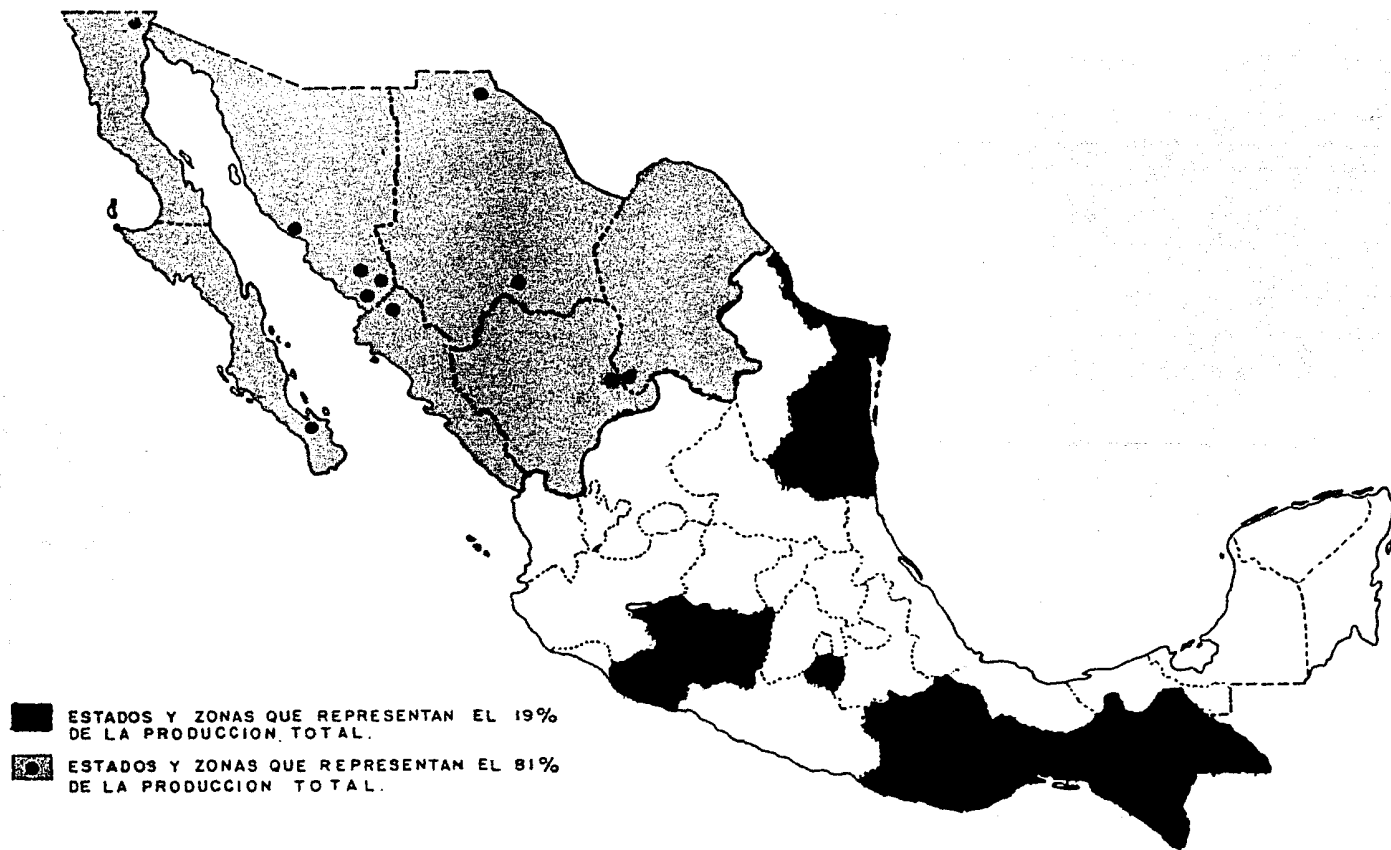 ESTADOS Y ZONAS QUE REPRESENTAN EL 19%
DE LA PRODUCCION TOTAL.
ESTADOS Y ZONAS QUE REPRESENTAN EL 81%
DE LA PRODUCCION TOTAL.